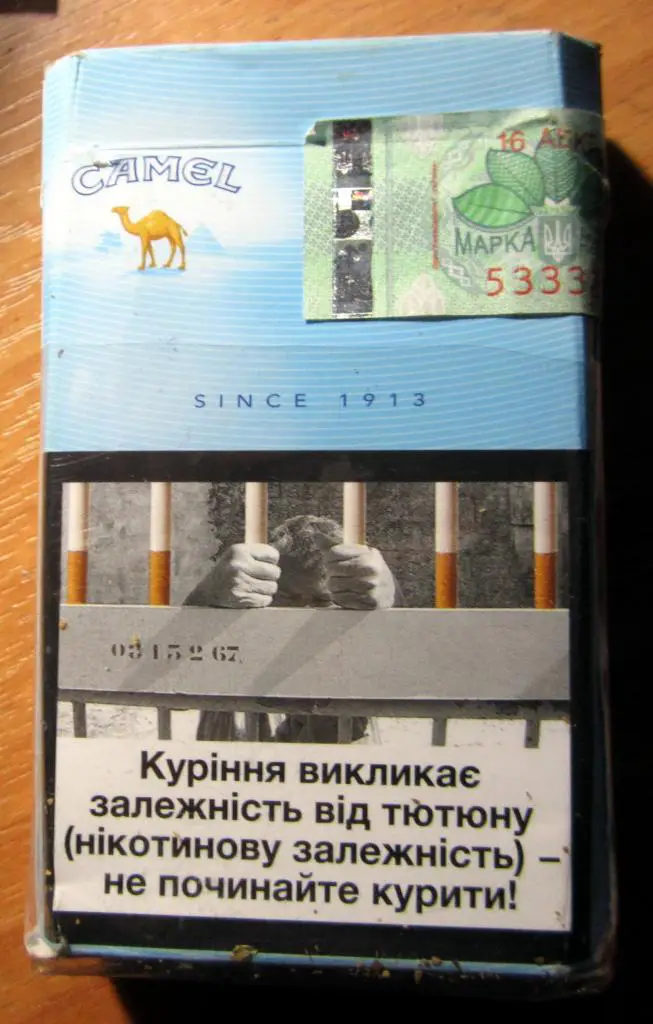 CAMEL
16
МАРКА
5333
SINCE 1913
03 15 2 67
Куріння викликає
залежність від тютюну
(нікотинову залежність) –
не починайте курити!